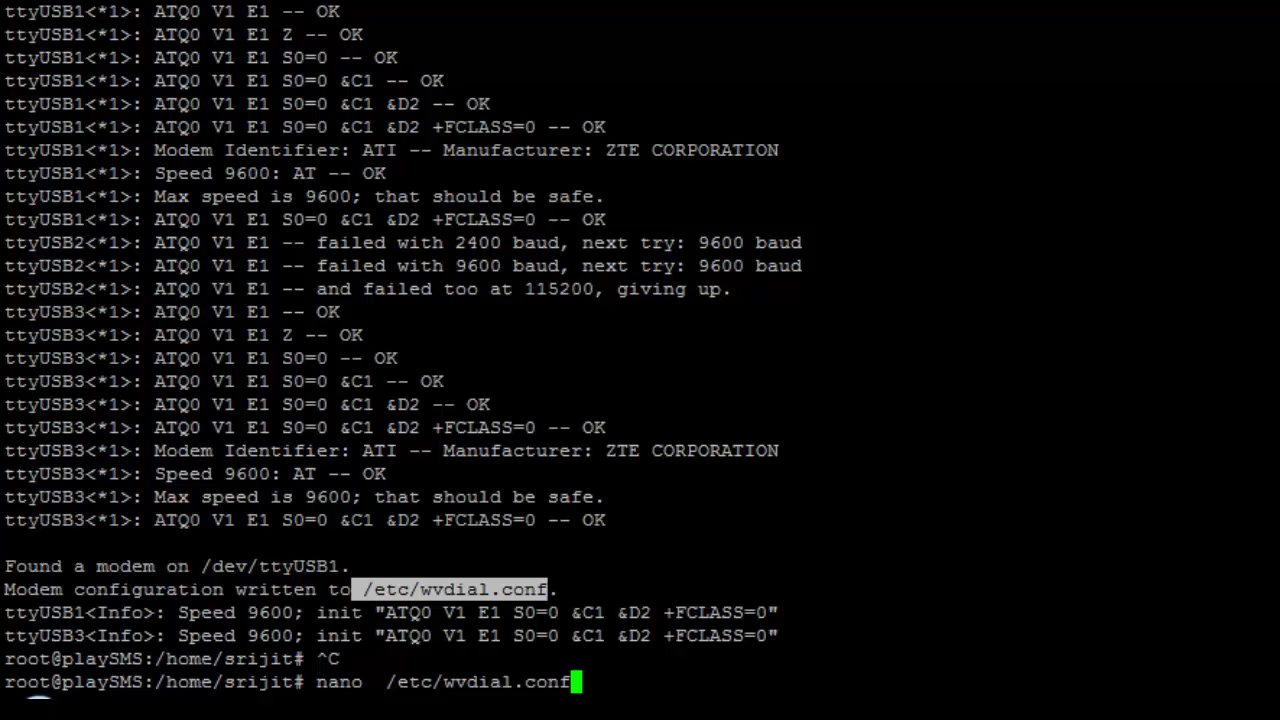 ttyUSB1<*1>: ATQ0 V1 E1 -- OK
ttyUSB1<*1>: ATQ0 V1 E1 Z -- OK
ttyUSB1<*1>: ATQ0 V1 E1 S0=0 -- OK
ttyUSB1<*1>: ATQ0 V1 E1 S0=0 &C1 -- OK
ttyUSB1<*1>: ATQ0 V1 E1 S0=0 &C1 &D2 -- OK
ttyUSB1<*1>: ATQ0 V1 E1 S0=0 &C1 &D2 +FCLASS=0 -- OK
ttyUSB1<*1>: Modem Identifier: ATI -- Manufacturer: ZTE CORPORATION
ttyUSB1<*1>: Speed 9600: AT -- OK
ttyUSB1<*1>: Max speed is 9600; that should be safe.
ttyUSB1<*1>: ATQ0 V1 E1 S0=0 &C1 &D2 +FCLASS=0 -- OK
ttyUSB2<*1>: ATQ0 V1 E1 -- failed with 2400 baud, next try: 9600 baud
ttyUSB2<*1>: ATQ0 V1 E1 -- failed with 9600 baud, next try: 9600 baud
ttyUSB2<*1>: ATQ0 V1 E1 -- and failed too at 115200, giving up.
ttyUSB3<*1>: ATQ0 V1 E1 -- OK
ttyUSB3<*1>: ATQ0 V1 E1 Z -- OK
ttyUSB3<*1>: ATQ0 V1 E1 S0=0 -- OK
ttyUSB3<*1>: ATQ0 V1 E1 S0=0 &C1 -- OK
ttyUSB3<*1>: ATQ0 V1 E1 S0=0 &C1 &D2 -- OK
ttyUSB3<*1>: ATQ0 V1 E1 S0=0 &C1 &D2 +FCLASS=0 -- OK
ttyUSB3<*1>: Modem Identifier: ATI -- Manufacturer: ZTE CORPORATION
ttyUSB3<*1>: Speed 9600: AT -- OK
ttyUSB3<*1>: Max speed is 9600; that should be safe.
ttyUSB3<*1>: ATQ0 V1 E1 S0=0 &C1 &D2 +FCLASS=0 -- OK
Found a modem on /dev/ttyUSB1.
Modem configuration written to /etc/wvdial.conf.
ttyUSB1<Info>: Speed 9600; init "ATQ0 V1 E1 S0=0 &C1 &D2 +FCLASS=0"
ttyUSB3<Info>: Speed 9600; init "ATQ0 V1 E1 S0=0 &C1 &D2 +FCLASS=0"
root@playSMS:/home/srijit# ^C
root@playSMS:/home/srijit# nano  /etc/wvdial.conf